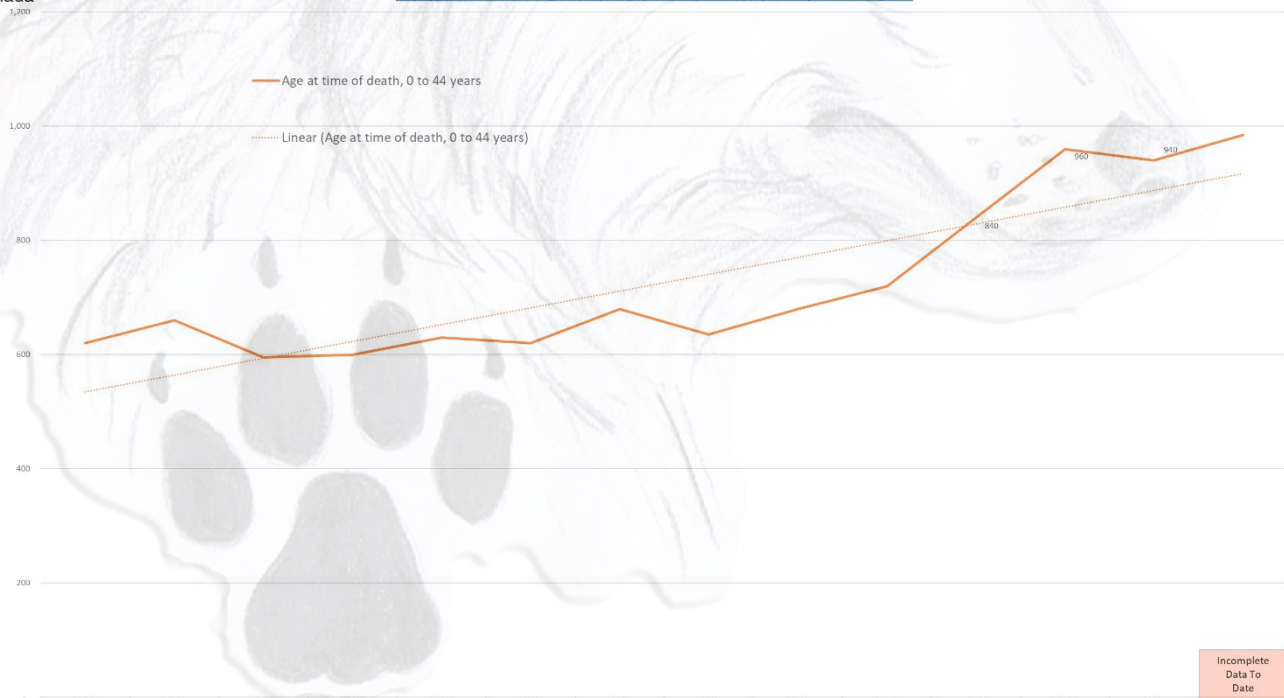 1,200
Age at time of death, 0 to 44 years
1,000
Linear (Age at time of death, 0 to 44 years)
960
940
840
800
600
400
200
Incomplete
Data To
Date